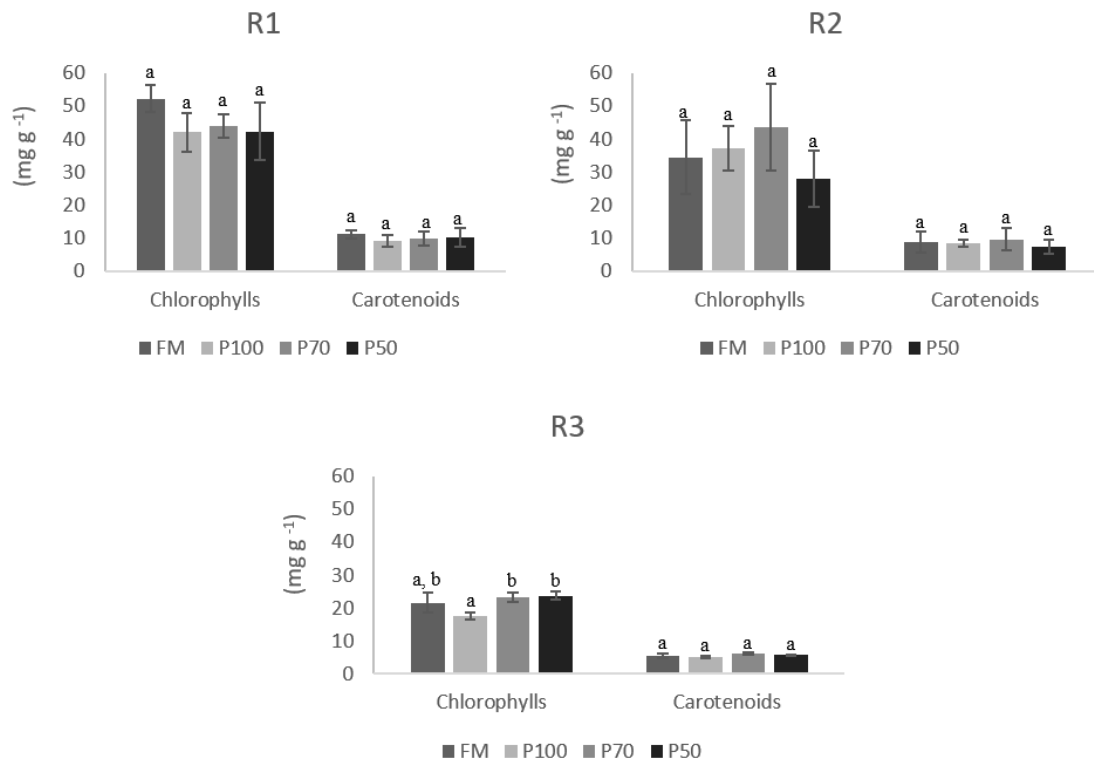 R1
(mg g -1)
60
50
40
30
20
10
0
a a a a
a a a a
Chlorophylls Carotenoids
FM P100 P70 P50
R2
(mg g -1)
60
50
40
30
20
10
0
a a a a
a a a a
Chlorophylls Carotenoids
FM P100 P70 P50
R3
(mg g -1)
60
50
40
30
20
10
0
a, b a b b
a a a a
Chlorophylls Carotenoids
FM P100 P70 P50